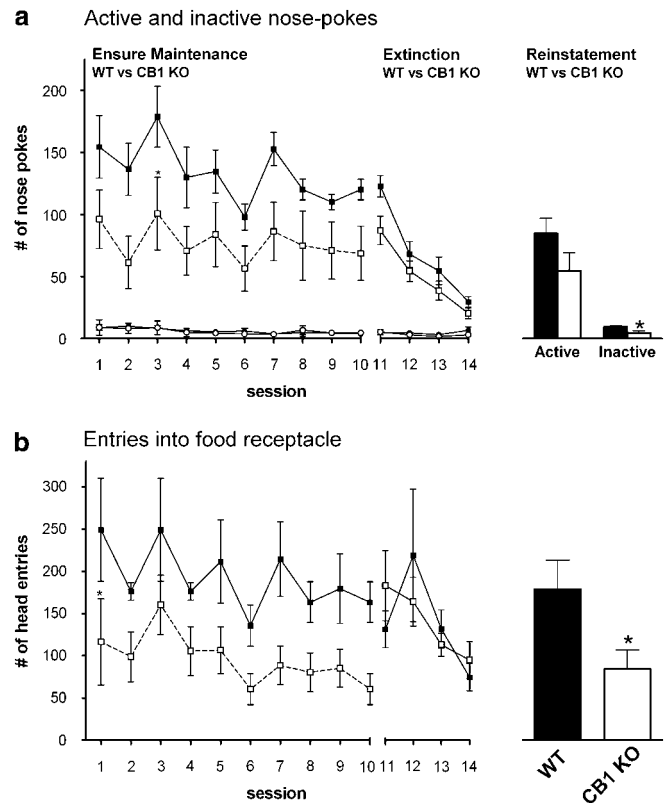 a Active and inactive nose-pokes
Ensure Maintenance
WT vs CB1 KO
Extinction
WT vs CB1 KO
Reinstatement
WT vs CB1 KO
# of nose pokes
200
150
100
50
0
*
1 2 3 4 5 6 7 8 9 10 11 12 13 14
session
*
Active Inactive
b Entries into food receptacle
# of head entries
300
250
200
150
100
50
0
*
1 2 3 4 5 6 7 8 9 10 11 12 13 14
session
*
WT CB1 KO